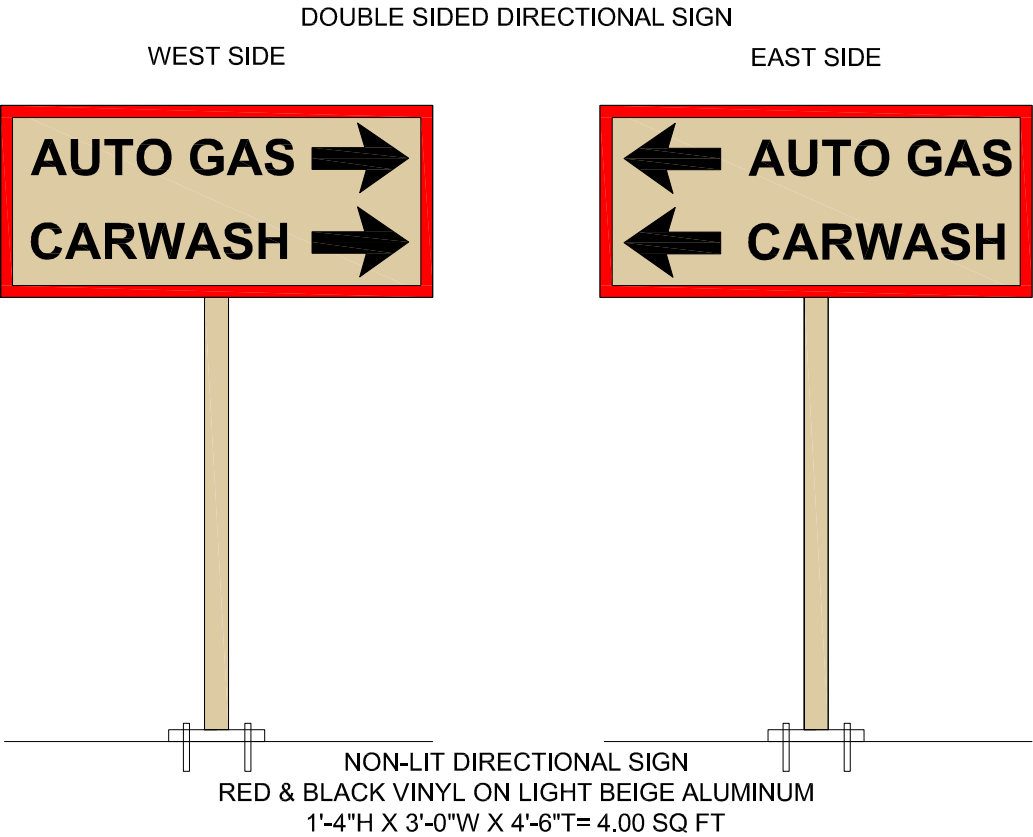 DOUBLE SIDED DIRECTIONAL SIGN
WEST SIDE
AUTO GAS
CARWASH
EAST SIDE
AUTO GAS
CARWASH
NON-LIT DIRECTIONAL SIGN
RED & BLACK VINYL ON LIGHT BEIGE ALUMINUM
1'-4"H X 3'-0"W X 4'-6"T= 4.00 SQ FT